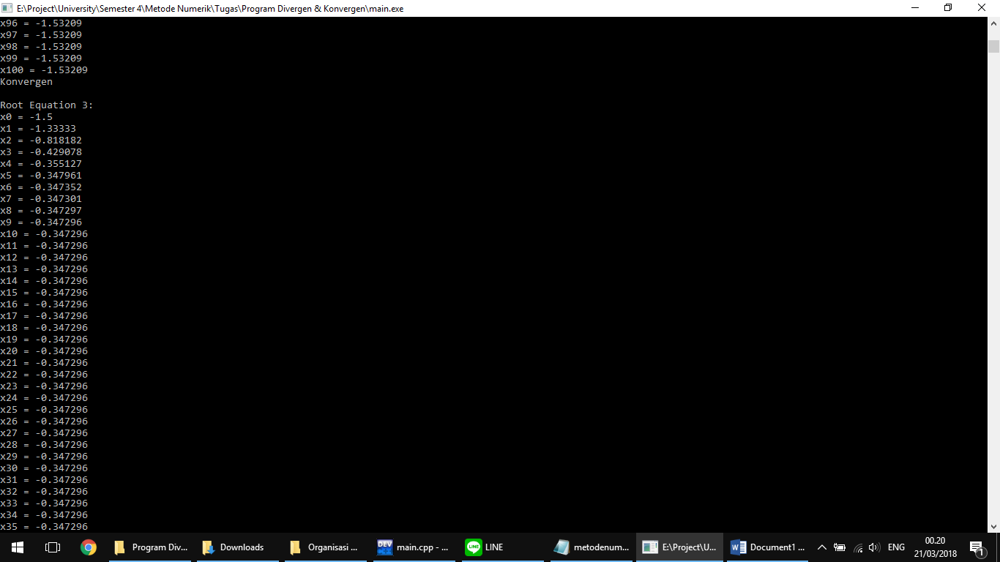 E:\Project\University\Semester 4\Metode Numerik\Tugas\Program Divergen & Konvergen\main.exe
x96 = -1.53209
x97 = -1.53209
x98 = -1.53209
x99 = -1.53209
x100 = -1.53209
Konvergen
Root Equation 3:
x0 = -1.5
x1 = -1.33333
x2 = -0.818182
x3 = -0.429078
x4 = -0.355127
x5 = -0.347961
x6 = -0.347352
x7 = -0.347301
x8 = -0.347297
x9 = -0.347296
x10 = -0.347296
x11 = -0.347296
x12 = -0.347296
x13 = -0.347296
x14 = -0.347296
x15 = -0.347296
x16 = -0.347296
x17 = -0.347296
x18 = -0.347296
x19 = -0.347296
x20 = -0.347296
x21 = -0.347296
x22 = -0.347296
x23 = -0.347296
x24 = -0.347296
x25 = -0.347296
x26 = -0.347296
x27 = -0.347296
x28 = -0.347296
x29 = -0.347296
x30 = -0.347296
x31 = -0.347296
x32 = -0.347296
x33 = -0.347296
x34 = -0.347296
x35 = -0.347296
Program Div... Downloads Organisasi ... DEV C++ main.cpp - ... LINE LINE metodenum... E:\Project\U... Document1 ... ENG 00.20
21/03/2018 1